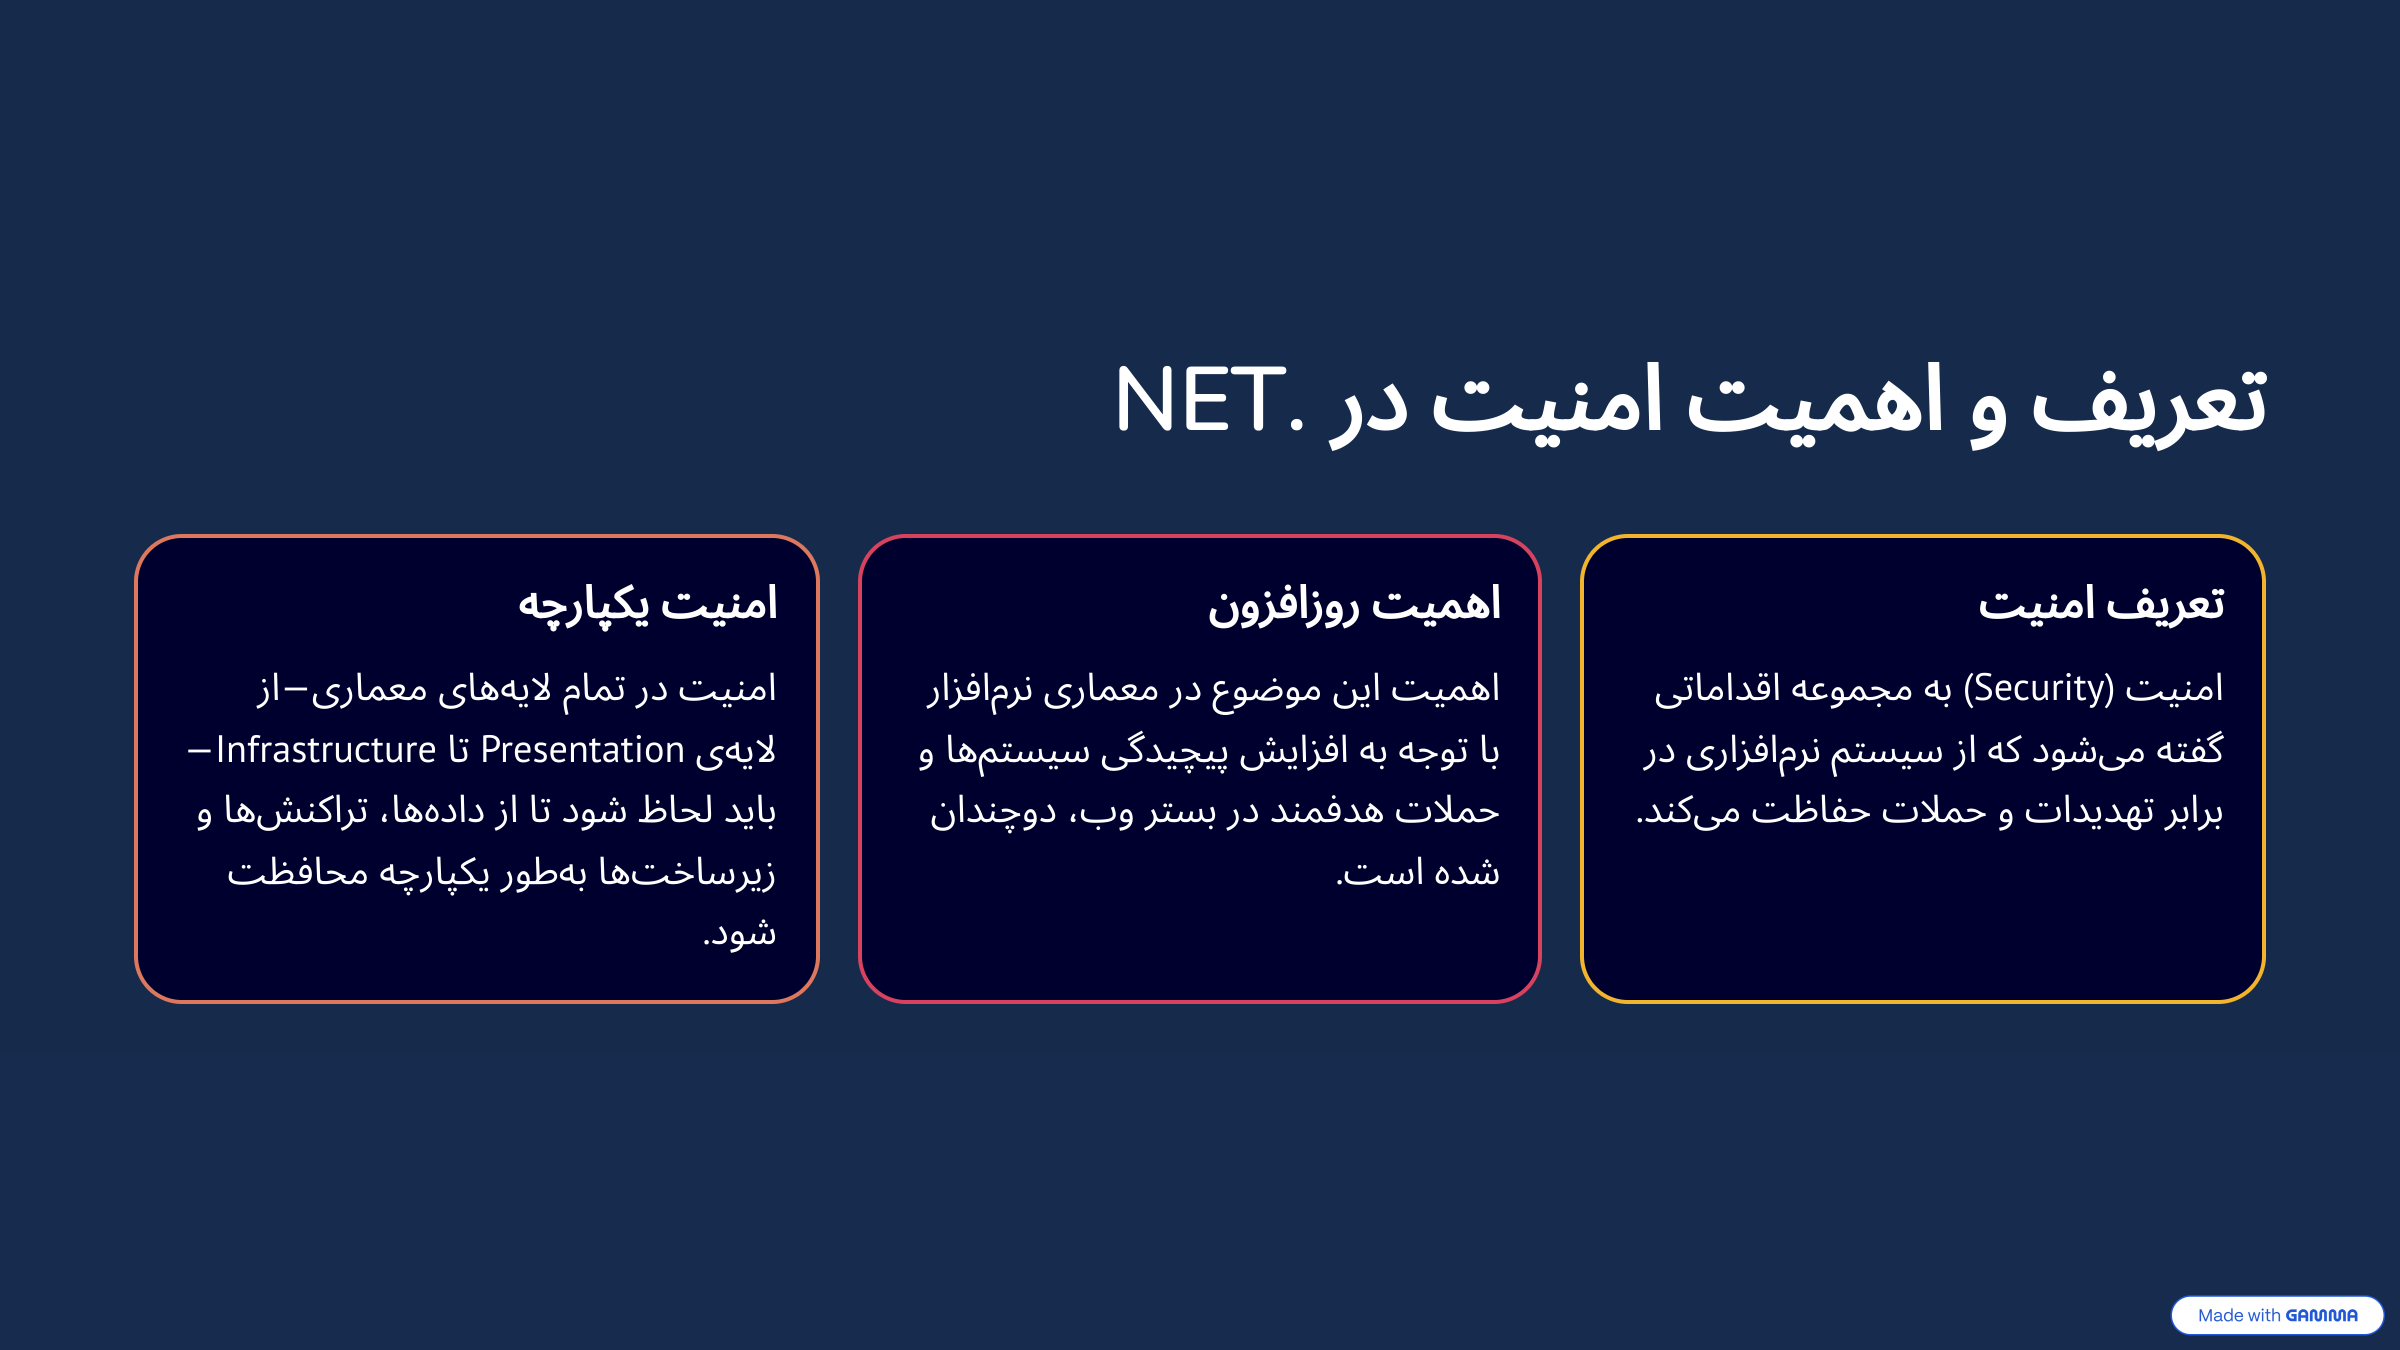 تعریف و اهمیت امنیت در .NET
تعریف امنیت
امنیت (Security) به مجموعه اقداماتی
گفته می‌شود که از سیستم نرم‌افزاری در
برابر تهدیدات و حملات حفاظت می‌کند.
اهمیت روزافزون
اهمیت این موضوع در معماری نرم‌افزار
با توجه به افزایش پیچیدگی سیستم‌ها و
حملات هدفمند در بستر وب، دوچندان
شده است.
امنیت یکپارچه
امنیت در تمام لایه‌های معماری—از
لایه‌ی Presentation تا Infrastructure—
باید لحاظ شود تا از داده‌ها، تراکنش‌ها و
زیرساخت‌ها به‌طور یکپارچه محافظت
شود.
Made with GAMMA